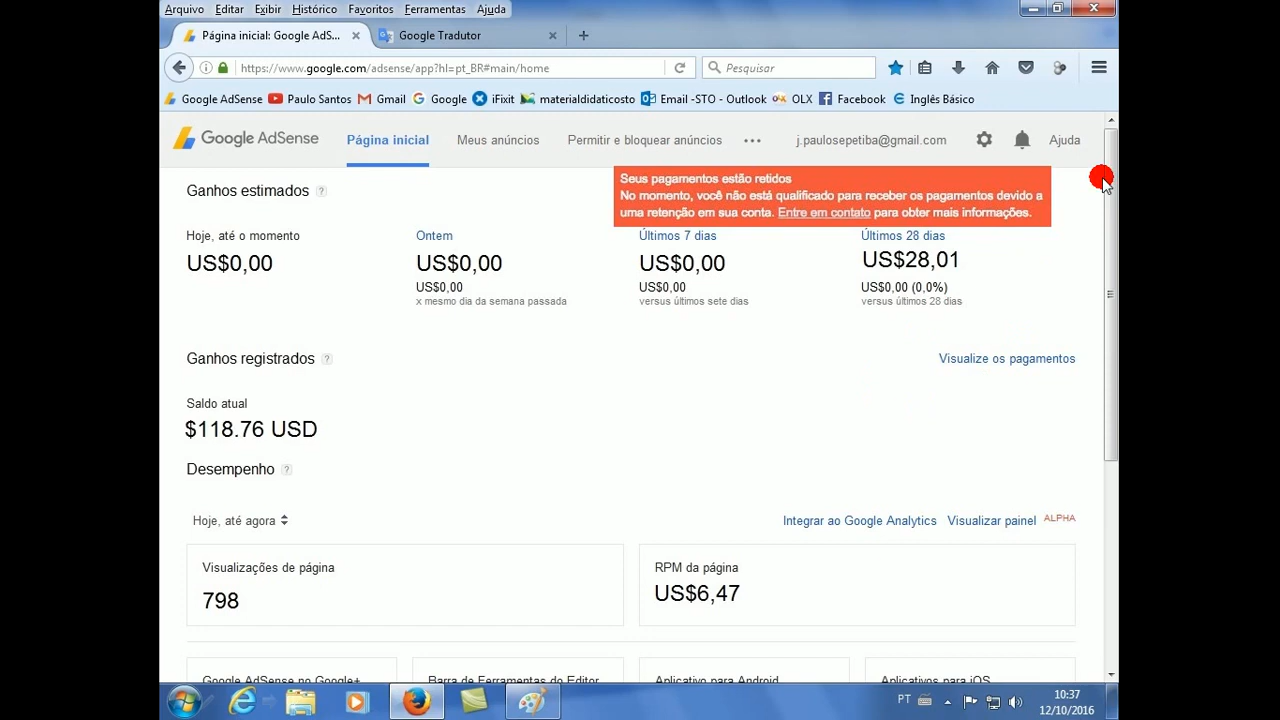 Arquivo Editar Exibir Histórico Favoritos Ferramentas Ajuda
Página inicial: Google AdS... Google Tradutor
https://www.google.com/adsense/app?hl=pt_BR#main/home Pesquisar
Google AdSense Paulo Santos Gmail Google iFixit materialdidaticosto Email -STO - Outlook OLX Facebook Inglês Básico
Google AdSense Página inicial Meus anúncios Permitir e bloquear anúncios ... j.paulosepetiba@gmail.com Ajuda
Seus pagamentos estão retidos
No momento, você não está qualificado para receber os pagamentos devido a
uma retenção em sua conta. Entre em contato para obter mais informações.
Ganhos estimados ?
Hoje, até o momento Ontem Últimos 7 dias Últimos 28 dias
US$0,00 US$0,00 US$0,00 US$28,01
US$0,00 US$0,00 US$0,00 (0,0%)
x mesmo dia da semana passada versus últimos sete dias versus últimos 28 dias
Ganhos registrados ? Visualize os pagamentos
Saldo atual
$118.76 USD
Desempenho ?
Hoje, até agora Integrar ao Google Analytics Visualizar painel ALPHA
Visualizações de página RPM da página
798 US$6,47
Google AdSense no Google+ Barra de Ferramentas do Editor Aplicativo para Android Aplicativos para iOS
PT 10:37
12/10/2016